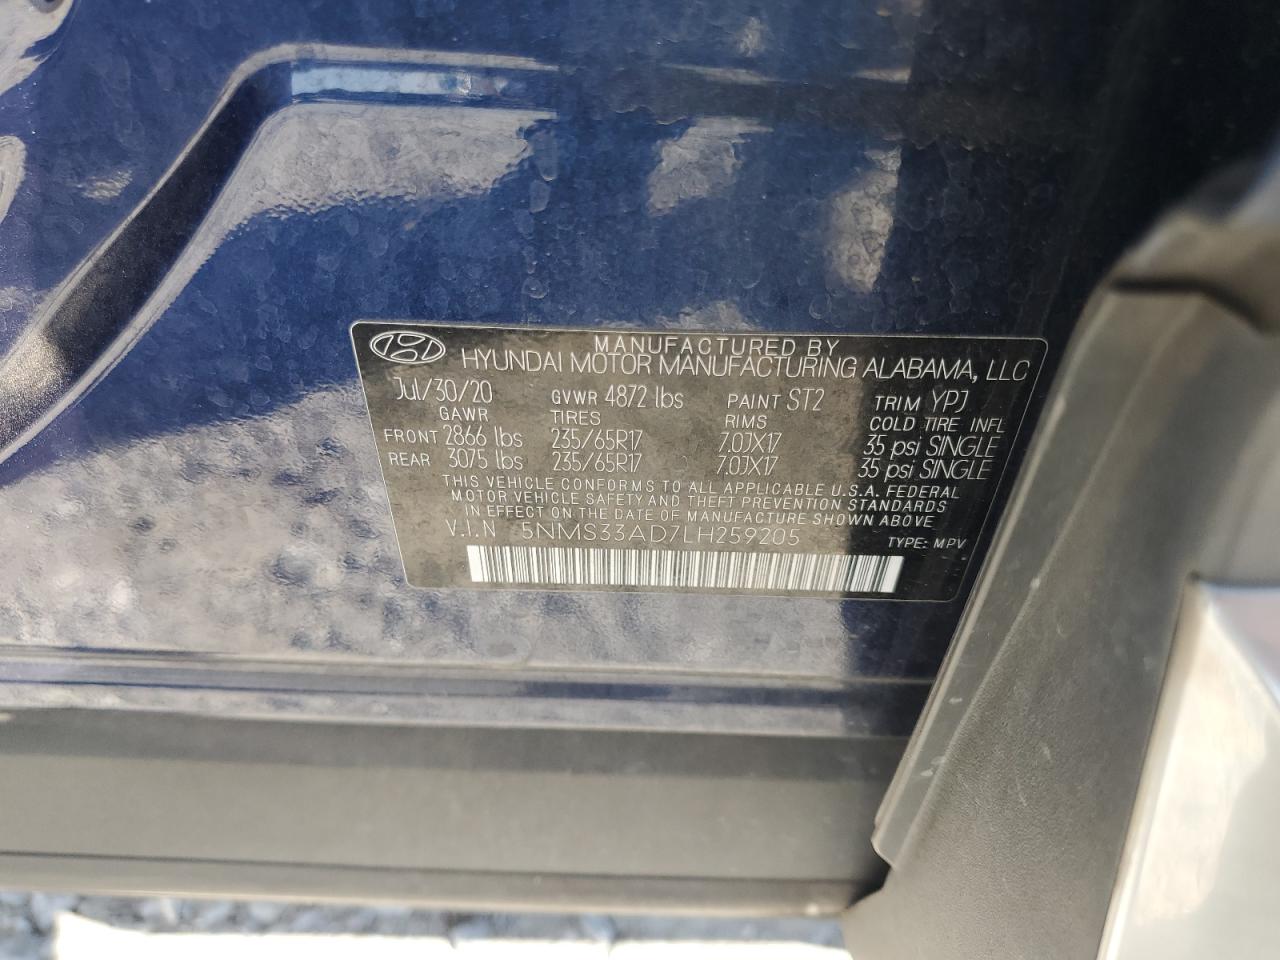 MANUFACTURED BY
HYUNDAI MOTOR MANUFACTURING ALABAMA, LLC
Jul/30/20 GVWR 4872 lbs PAINT ST2 TRIM YPJ
GAWR TIRES RIMS COLD TIRE INFL
FRONT 2866 lbs 235/65R17 7.0JX17 35 psi SINGLE
REAR 3075 lbs 235/65R17 7.0JX17 35 psi SINGLE
THIS VEHICLE CONFORMS TO ALL APPLICABLE U.S.A. FEDERAL
MOTOR VEHICLE SAFETY AND THEFT PREVENTION STANDARDS
IN EFFECT ON THE DATE OF MANUFACTURE SHOWN ABOVE
V.I.N 5NMS33AD7LH259205 TYPE: MPV